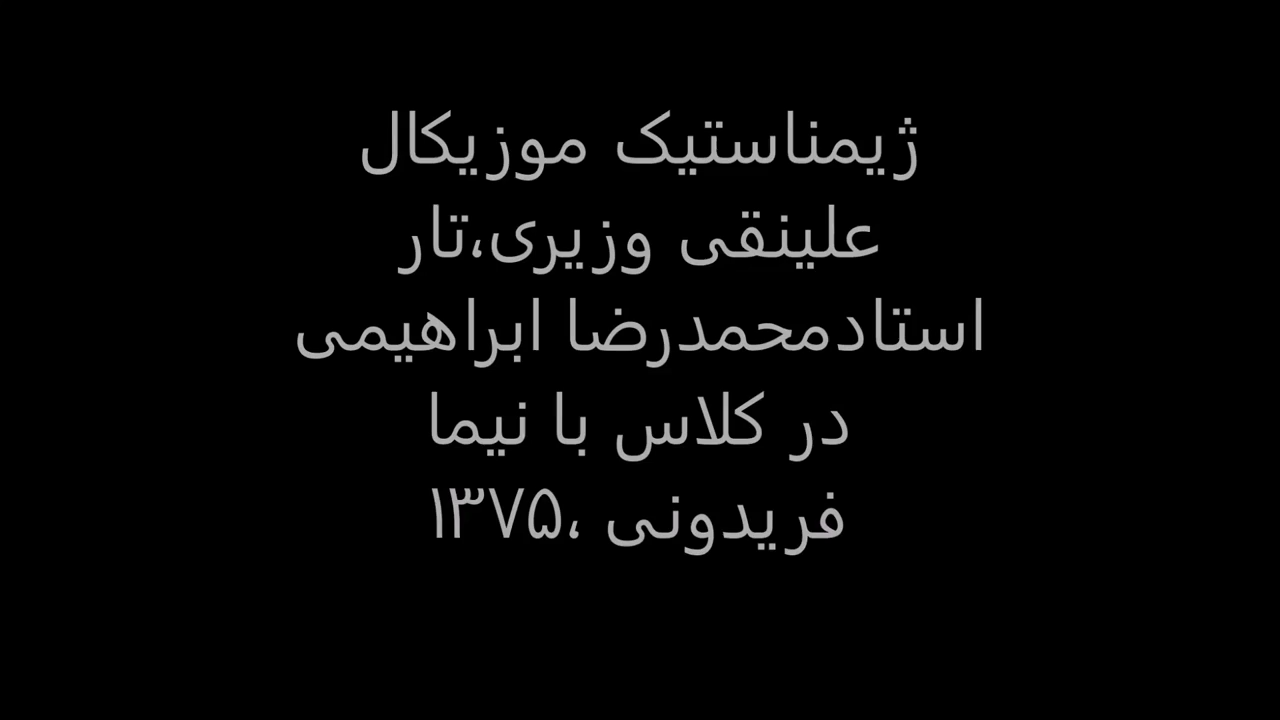 ژیمناستیک موزیکال
علینقی وزیری،تار
استادمحمدرضا ابراهیمی
در کلاس با نیما
فریدونی ،۱۳۷۵